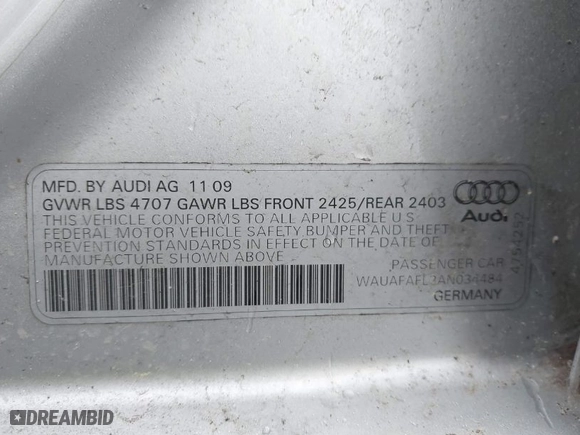 MFD. BY AUDI AG 11 09
GVWR LBS 4707 GAWR LBS FRONT 2425/REAR 2403
THIS VEHICLE CONFORMS TO ALL APPLICABLE U S
FEDERAL MOTOR VEHICLE SAFETY BUMPER AND THEFT
PREVENTION STANDARDS IN EFFECT ON THE DATE OF
MANUFACTURE SHOWN ABOVE
PASSENGER CAR
GERMANY
Audi
DREAMBID